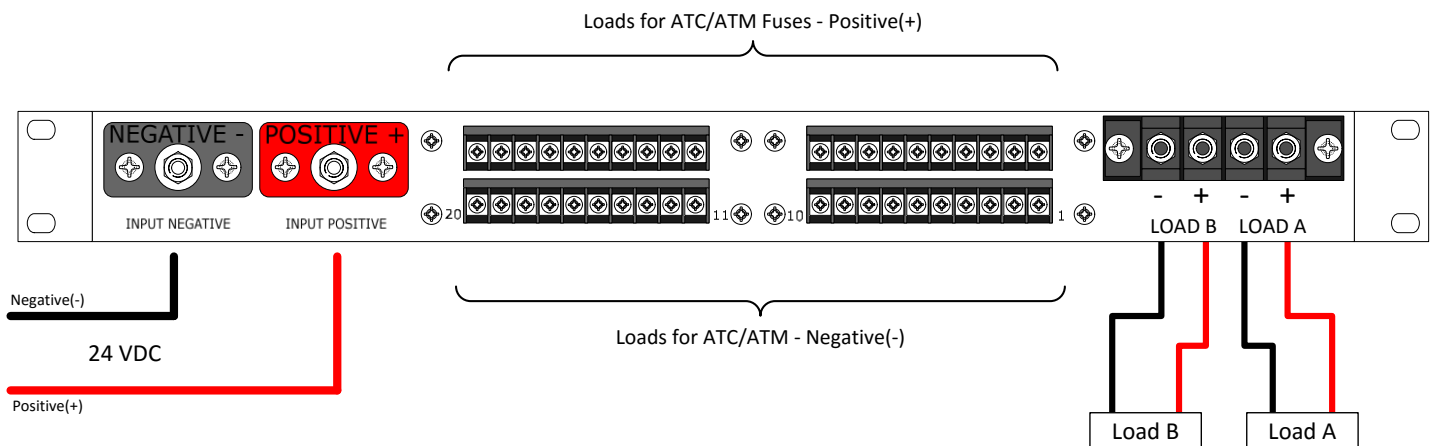 Loads for ATC/ATM Fuses - Positive(+)
NEGATIVE -
POSITIVE +
INPUT NEGATIVE
INPUT POSITIVE
20
11
10
1
- + - +
LOAD B LOAD A
Negative(-)
24 VDC
Positive(+)
Loads for ATC/ATM - Negative(-)
Load B
Load A